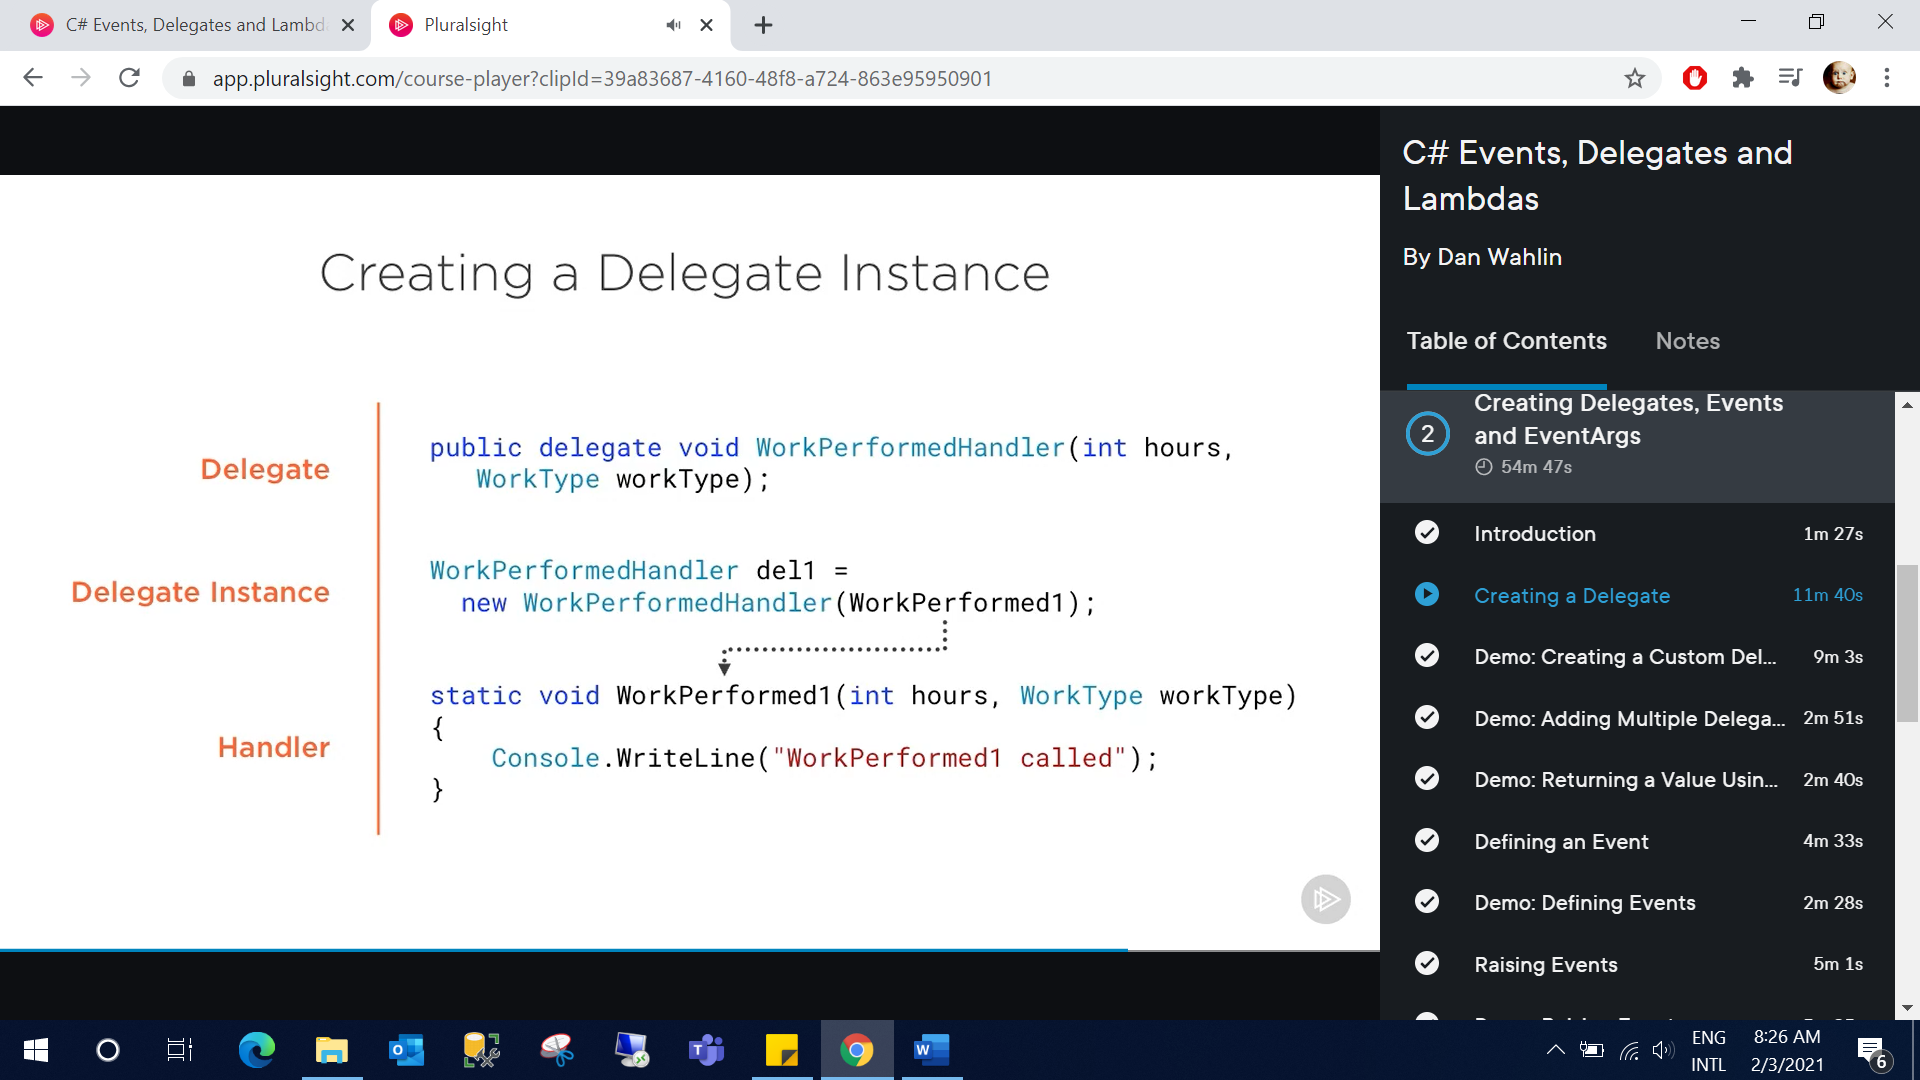 C# Events, Delegates and Lambd
Pluralsight
app.pluralsight.com/course-player?clipId=39a83687-4160-48f8-a724-863e95950901
Creating a Delegate Instance
Delegate
public delegate void WorkPerformedHandler(int hours,
WorkType workType);
Delegate Instance
WorkPerformedHandler del1 =
new WorkPerformedHandler(WorkPerformed1);
Handler
static void WorkPerformed1(int hours, WorkType workType)
{
Console.WriteLine("WorkPerformed1 called");
}
C# Events, Delegates and
Lambdas
By Dan Wahlin
Table of Contents Notes
2
Creating Delegates, Events
and EventArgs
54m 47s
Introduction 1m 27s
Creating a Delegate 11m 40s
Demo: Creating a Custom Del... 9m 3s
Demo: Adding Multiple Delega... 2m 51s
Demo: Returning a Value Usin... 2m 40s
Defining an Event 4m 33s
Demo: Defining Events 2m 28s
Raising Events 5m 1s
ENG 8:26 AM
INTL 2/3/2021
6